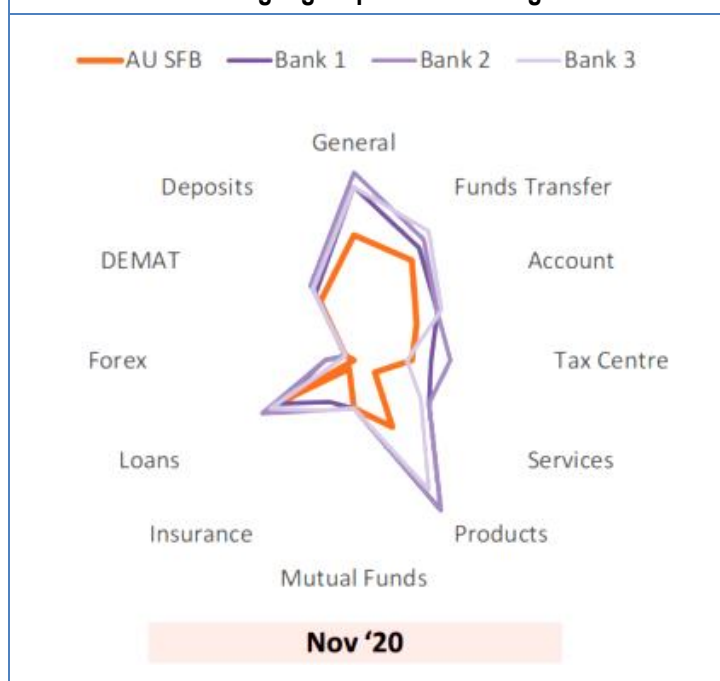 AU SFB Bank 1 Bank 2 Bank 3
General
Deposits Funds Transfer
DEMAT Account
Forex Tax Centre
Loans Services
Insurance Products
Mutual Funds
Nov ‘20